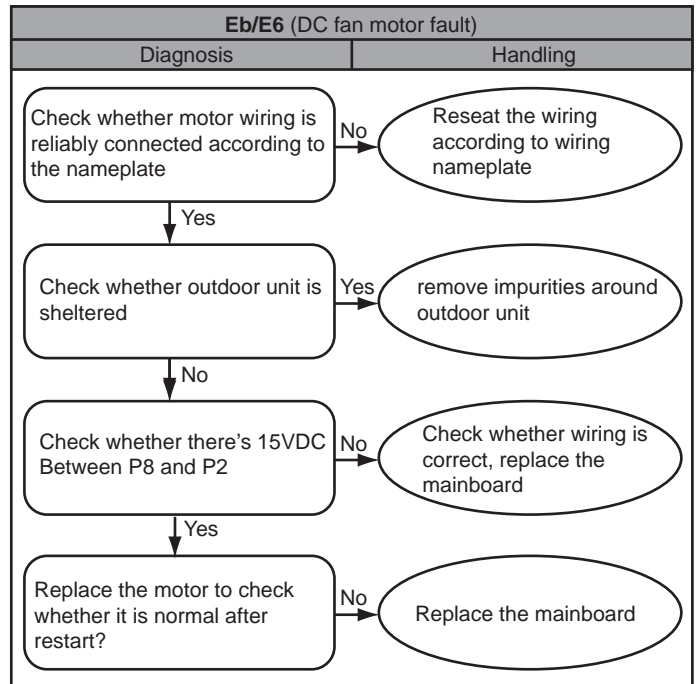 Eb/E6 (DC fan motor fault)
Diagnosis
Handling
Check whether motor wiring is
reliably connected according to
the nameplate
No
Reseat the wiring
according to wiring
nameplate
Yes
Check whether outdoor unit is
sheltered
Yes
remove impurities around
outdoor unit
No
Check whether there's 15VDC
Between P8 and P2
No
Check whether wiring is
correct, replace the
mainboard
Yes
Replace the motor to check
whether it is normal after
restart?
No
Replace the mainboard